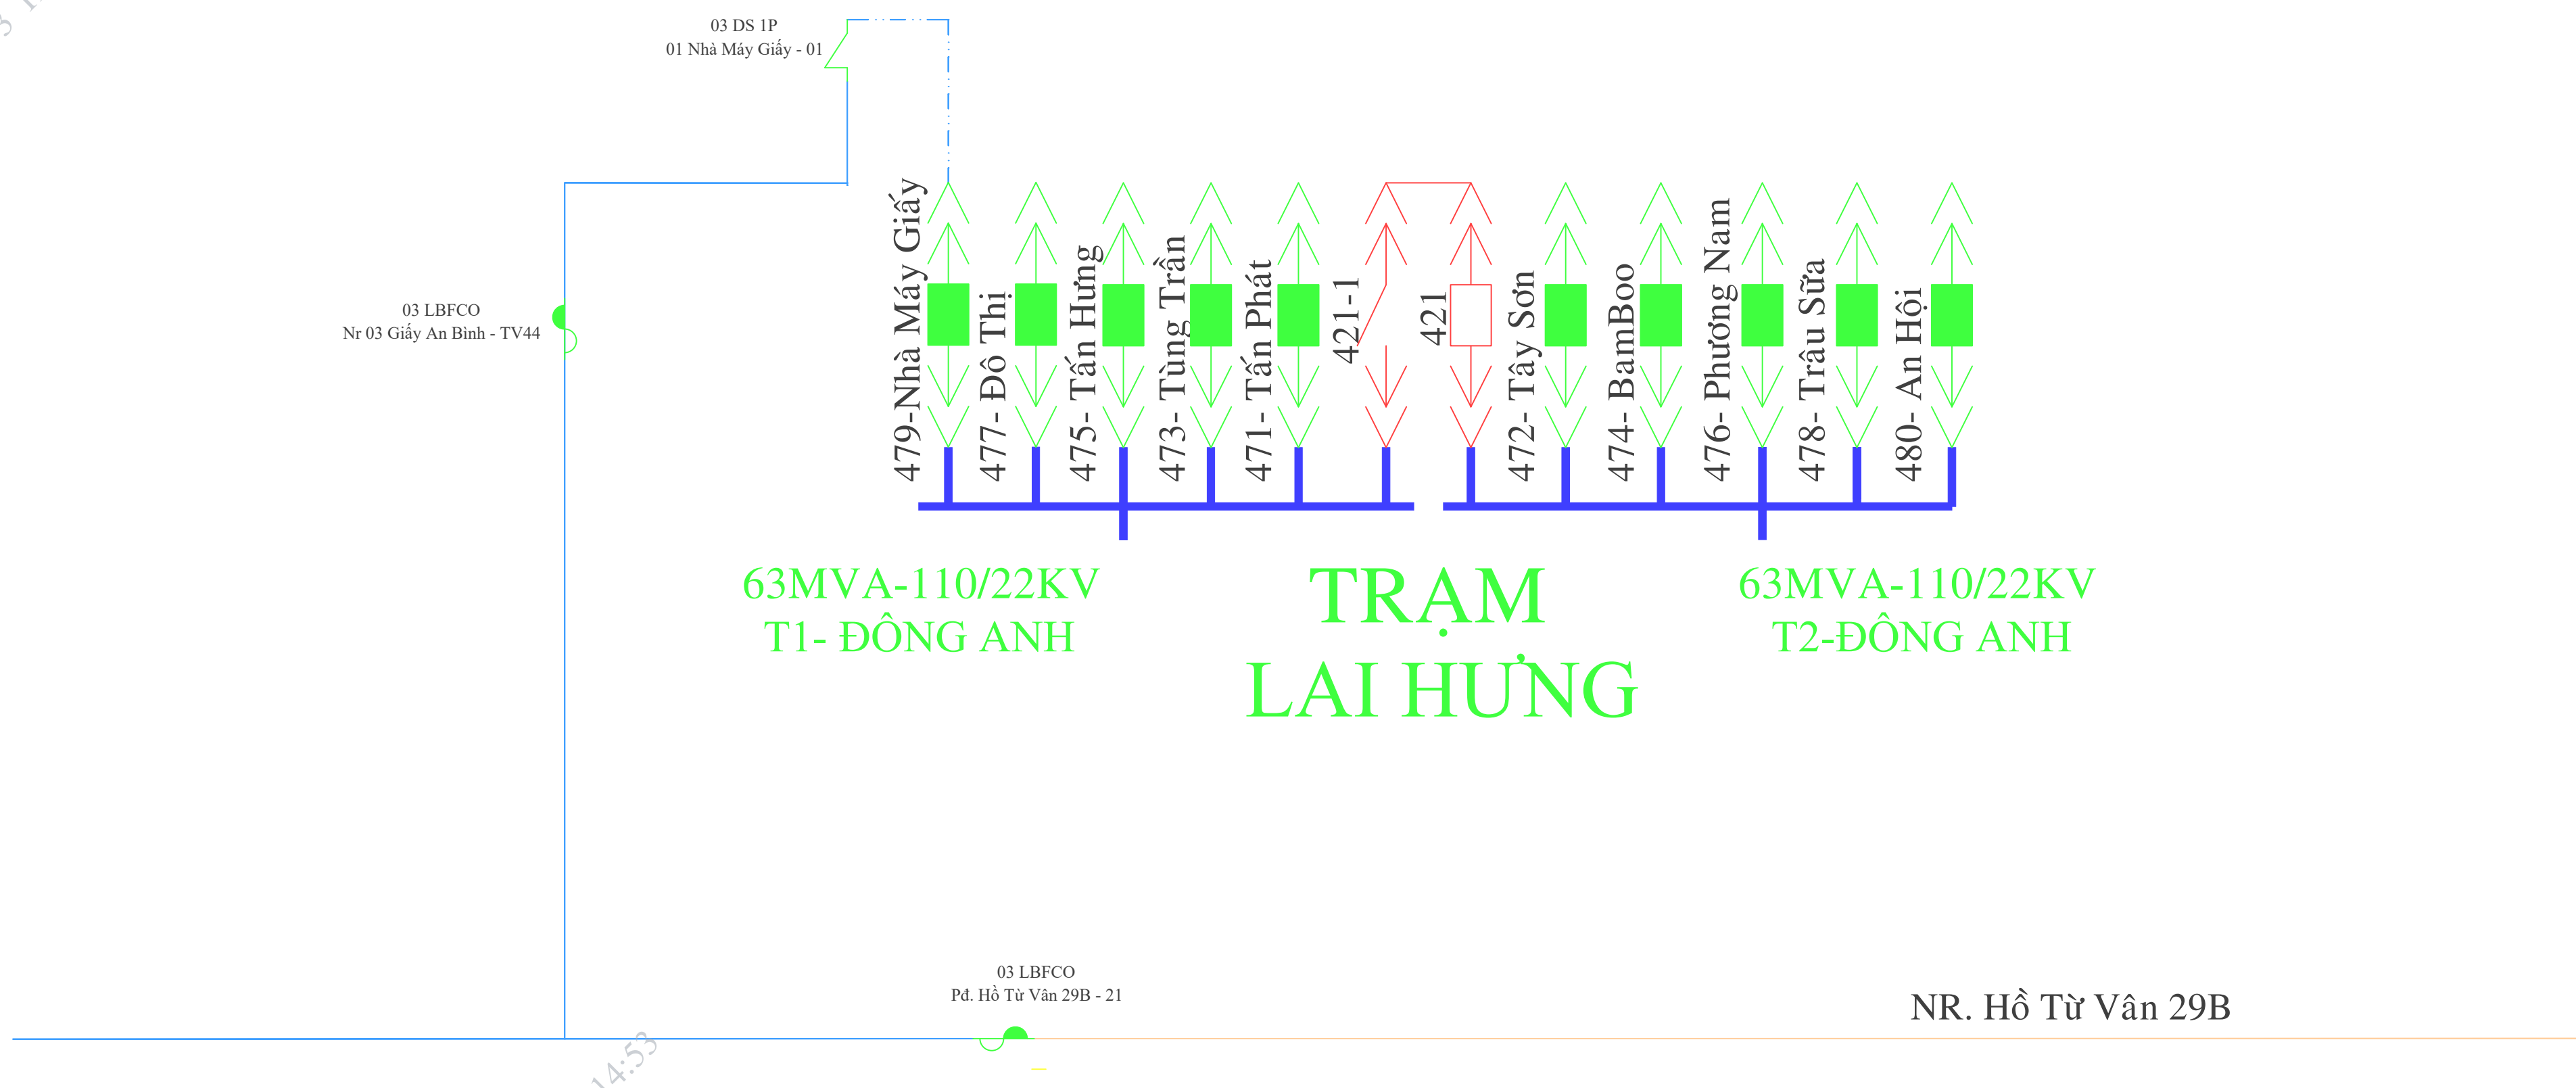 03 DS 1P
01 Nhà Máy Giấy - 01
03 LBFCO
Nr 03 Giấy An Bình - TV44
479-Nhà Máy Giấy
477- Đô Thị
475- Tấn Hưng
473- Tùng Trần
471- Tấn Phát
421-1
421
472- Tây Sơn
474- BamBoo
476- Phương Nam
478- Trâu Sữa
480- An Hội
63MVA-110/22KV
T1- ĐÔNG ANH
TRẠM
LAI HƯNG
63MVA-110/22KV
T2-ĐÔNG ANH
03 LBFCO
Pđ. Hồ Từ Vân 29B - 21
NR. Hồ Từ Vân 29B
14:53